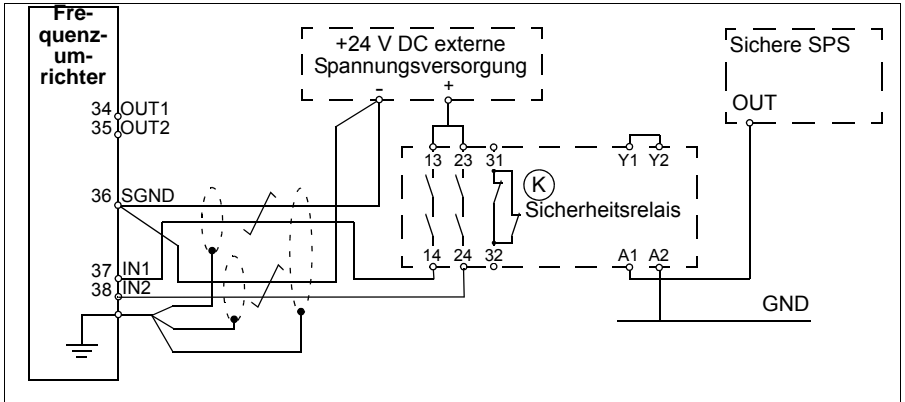 Fre-
quenz-
um-
richter
34 OUT1
35 OUT2
36 SGND
37 IN1
38 IN2
+24 V DC externe
Spannungsversorgung
- +
13 23 31 Y1 Y2
K
Sicherheitsrelais
14 24 32 A1 A2
Sichere SPS
OUT
GND